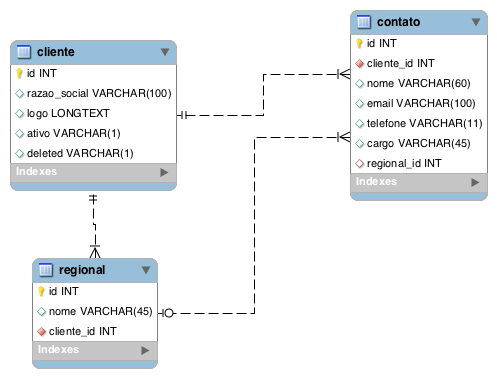 cliente
id INT
razao_social VARCHAR(100)
logo LONGTEXT
ativo VARCHAR(1)
deleted VARCHAR(1)
Indexes
contato
id INT
cliente_id INT
nome VARCHAR(60)
email VARCHAR(100)
telefone VARCHAR(11)
cargo VARCHAR(45)
regional_id INT
Indexes
regional
id INT
nome VARCHAR(45)
cliente_id INT
Indexes